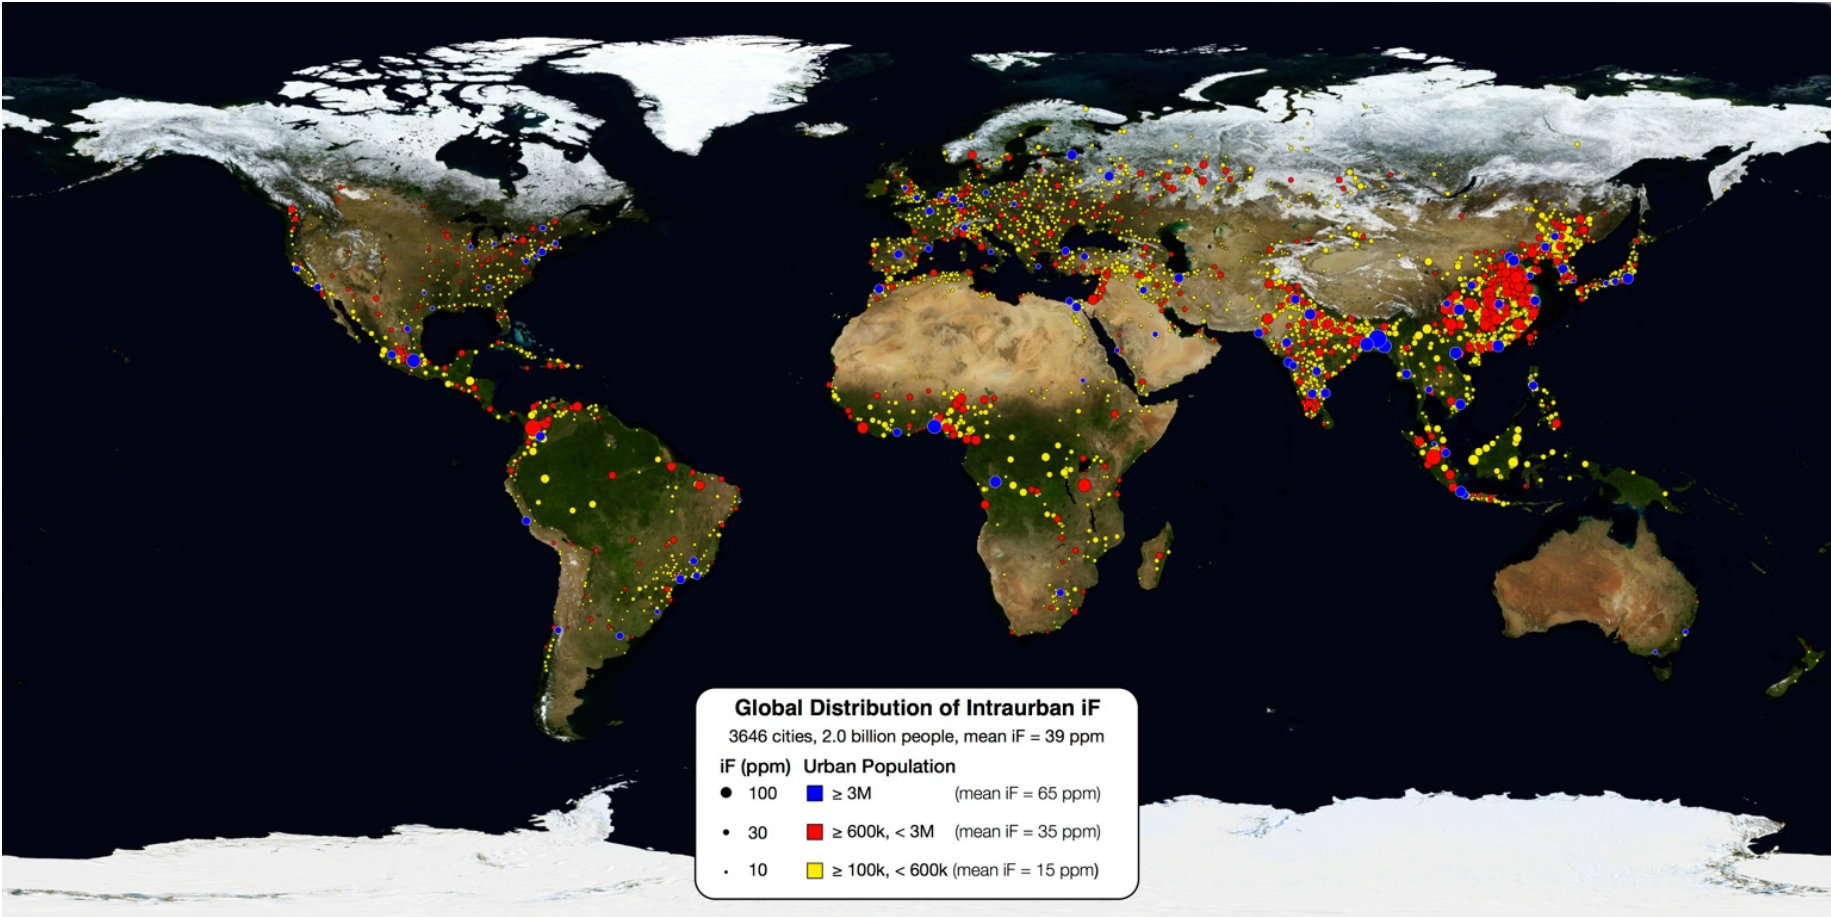 Global Distribution of Intraurban iF
3646 cities, 2.0 billion people, mean iF = 39 ppm
iF (ppm) Urban Population
100 ≥ 3M (mean iF = 65 ppm)
30 ≥ 600k, < 3M (mean iF = 35 ppm)
10 ≥ 100k, < 600k (mean iF = 15 ppm)